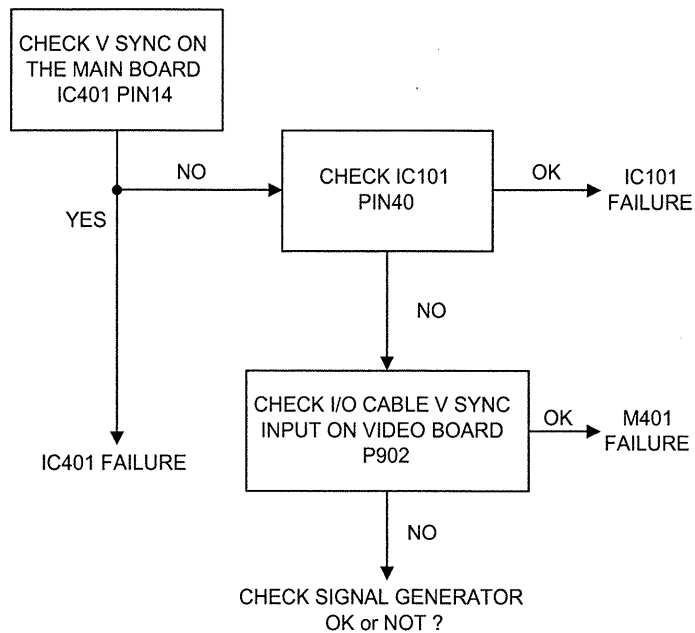 CHECK V SYNC ON
THE MAIN BOARD
IC401 PIN14
NO
CHECK IC101
PIN40
OK
IC101
FAILURE
YES
NO
CHECK I/O CABLE V SYNC
INPUT ON VIDEO BOARD
P902
OK
M401
FAILURE
IC401 FAILURE
NO
CHECK SIGNAL GENERATOR
OK or NOT ?